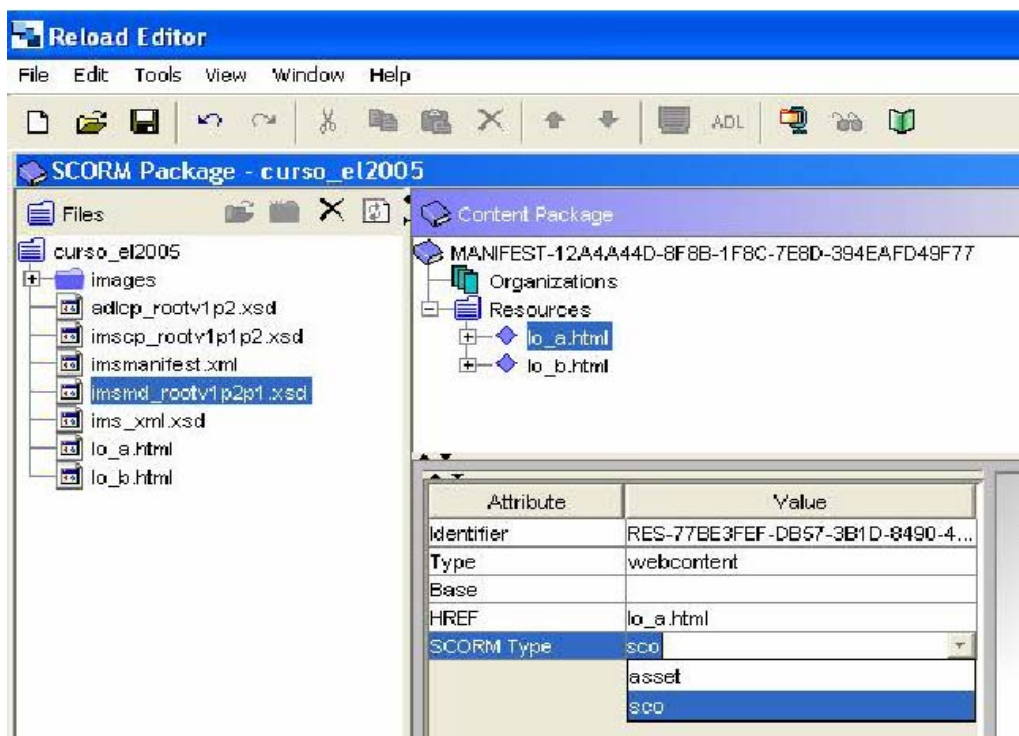 Reload Editor
File Edit Tools View Window Help
ADL
SCORM Package - curso_el2005
Files
Content Package
curso_el2005
images
adlcp_rootv1p2.xsd
imscp_rootv1p1p2.xsd
imsmanifest.xml
imsmd_rootv1p2p1.xsd
ims_xml.xsd
lo_a.html
lo_b.html
MANIFEST-12A4A44D-8F8B-1F8C-7E8D-394EAFD49F77
Organizations
Resources
lo_a.html
lo_b.html
Attribute Value
Identifier RES-77BE3FEF-DB57-3B1D-8490-4...
Type webcontent
Base
HREF lo_a.html
SCORM Type sco
asset
sco